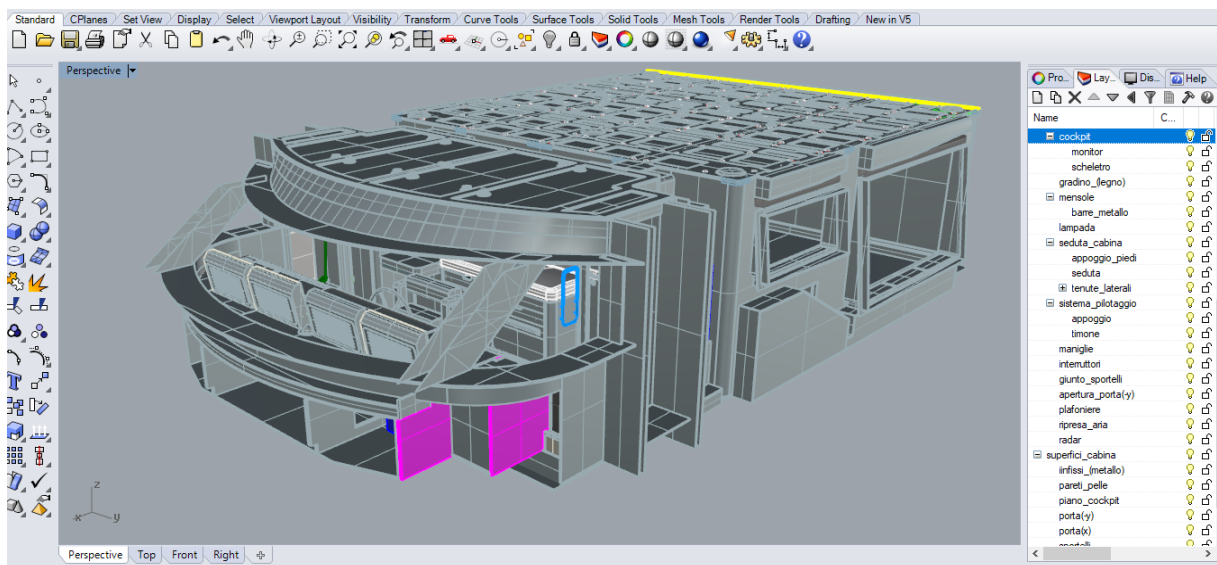 Standard CPlanes Set View Display Select Viewport Layout Visibility Transform Curve Tools Surface Tools Solid Tools Mesh Tools Render Tools Drafting New in V5
Perspective
Pro... Lay... Dis... Help
Name C...
cockpit
monitor
scheletro
gradino_(legno)
mensole
barre_metallo
lampada
seduta_cabina
appoggio_piedi
seduta
tenute_laterali
sistema_pilotaggio
appoggio
timone
maniglie
interruttori
giunto_sportelli
apertura_porta(-y)
plafoniere
ripresa_aria
radar
superfici_cabina
infissi_(metallo)
pareti_pelle
piano_cockpit
porta(-y)
porta(x)
z
x y
Perspective Top Front Right